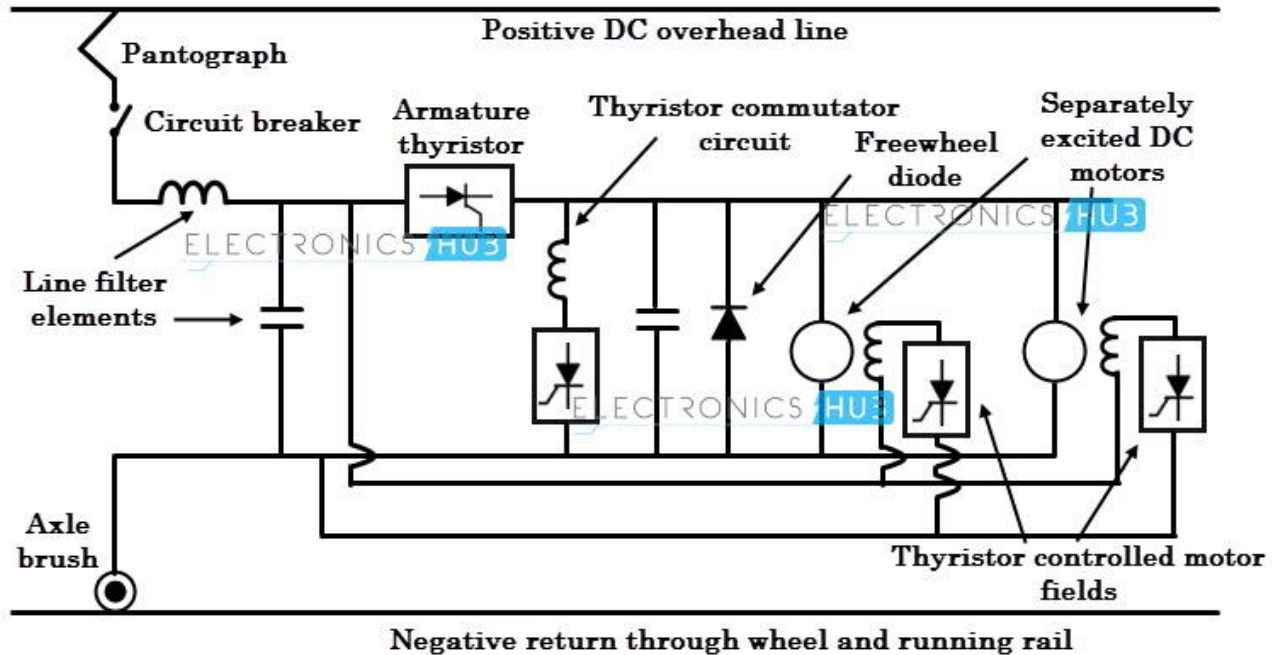 Positive DC overhead line
Pantograph
Circuit breaker
Armature
thyristor
Thyristor commutator
circuit
Freewheel
diode
Separately
excited DC
motors
ELECTRONICS HUB
ELECTRONICS HUB
Line filter
elements
ELECTRONICS HUB
Axle
brush
Thyristor controlled motor
fields
Negative return through wheel and running rail